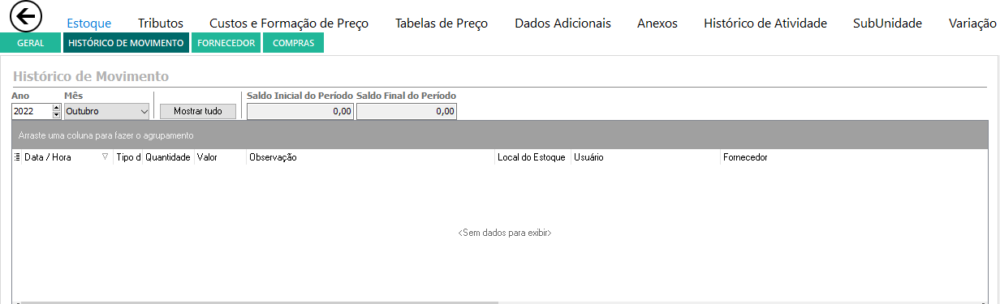 Estoque Tributos Custos e Formação de Preço Tabelas de Preço Dados Adicionais Anexos Histórico de Atividade SubUnidade Variação
GERAL HISTÓRICO DE MOVIMENTO FORNECEDOR COMPRAS
Histórico de Movimento
Ano Mês Saldo Inicial do Período Saldo Final do Período
2022 Outubro Mostrar tudo 0,00 0,00
Arraste uma coluna para fazer o agrupamento
Data / Hora Tipo d Quantidade Valor Observação Local do Estoque Usuário Fornecedor
<Sem dados para exibir>